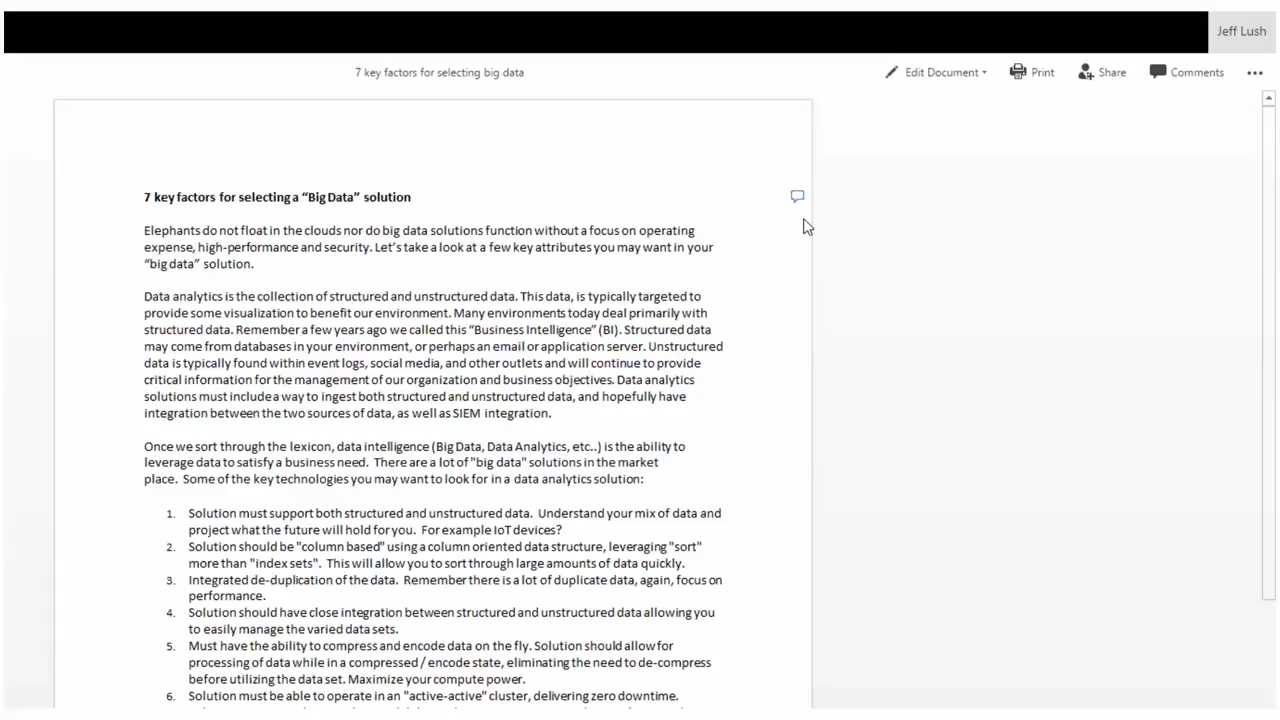 Jeff Lush
7 key factors for selecting big data
Edit Document
Print
Share
Comments
7 key factors for selecting a “Big Data” solution
Elephants do not float in the clouds nor do big data solutions function without a focus on operating
expense, high-performance and security. Let’s take a look at a few key attributes you may want in your
“big data” solution.
Data analytics is the collection of structured and unstructured data. This data, is typically targeted to
provide some visualization to benefit our environment. Many environments today deal primarily with
structured data. Remember a few years ago we called this “Business Intelligence” (BI). Structured data
may come from databases in your environment, or perhaps an email or application server. Unstructured
data is typically found within event logs, social media, and other outlets and will continue to provide
critical information for the management of our organization and business objectives. Data analytics
solutions must include a way to ingest both structured and unstructured data, and hopefully have
integration between the two sources of data, as well as SIEM integration.
Once we sort through the lexicon, data intelligence (Big Data, Data Analytics, etc..) is the ability to
leverage data to satisfy a business need. There are a lot of "big data" solutions in the market
place. Some of the key technologies you may want to look for in a data analytics solution:
1. Solution must support both structured and unstructured data. Understand your mix of data and
project what the future will hold for you. For example IoT devices?
2. Solution should be "column based" using a column oriented data structure, leveraging "sort"
more than "index sets". This will allow you to sort through large amounts of data quickly.
3. Integrated de-duplication of the data. Remember there is a lot of duplicate data, again, focus on
performance.
4. Solution should have close integration between structured and unstructured data allowing you
to easily manage the varied data sets.
5. Must have the ability to compress and encode data on the fly. Solution should allow for
processing of data while in a compressed / encode state, eliminating the need to de-compress
before utilizing the data set. Maximize your compute power.
6. Solution must be able to operate in an "active-active" cluster, delivering zero downtime.